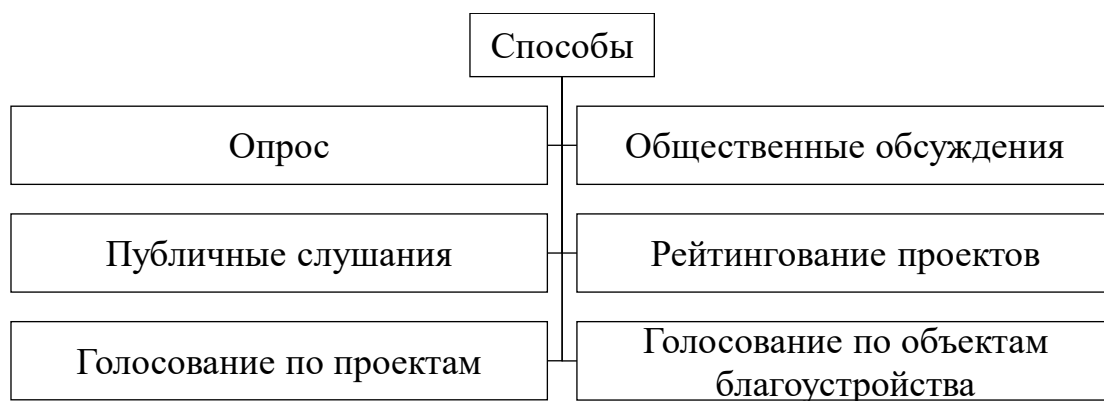 Способы
Опрос
Общественные обсуждения
Публичные слушания
Рейтингование проектов
Голосование по проектам
Голосование по объектам
благоустройства